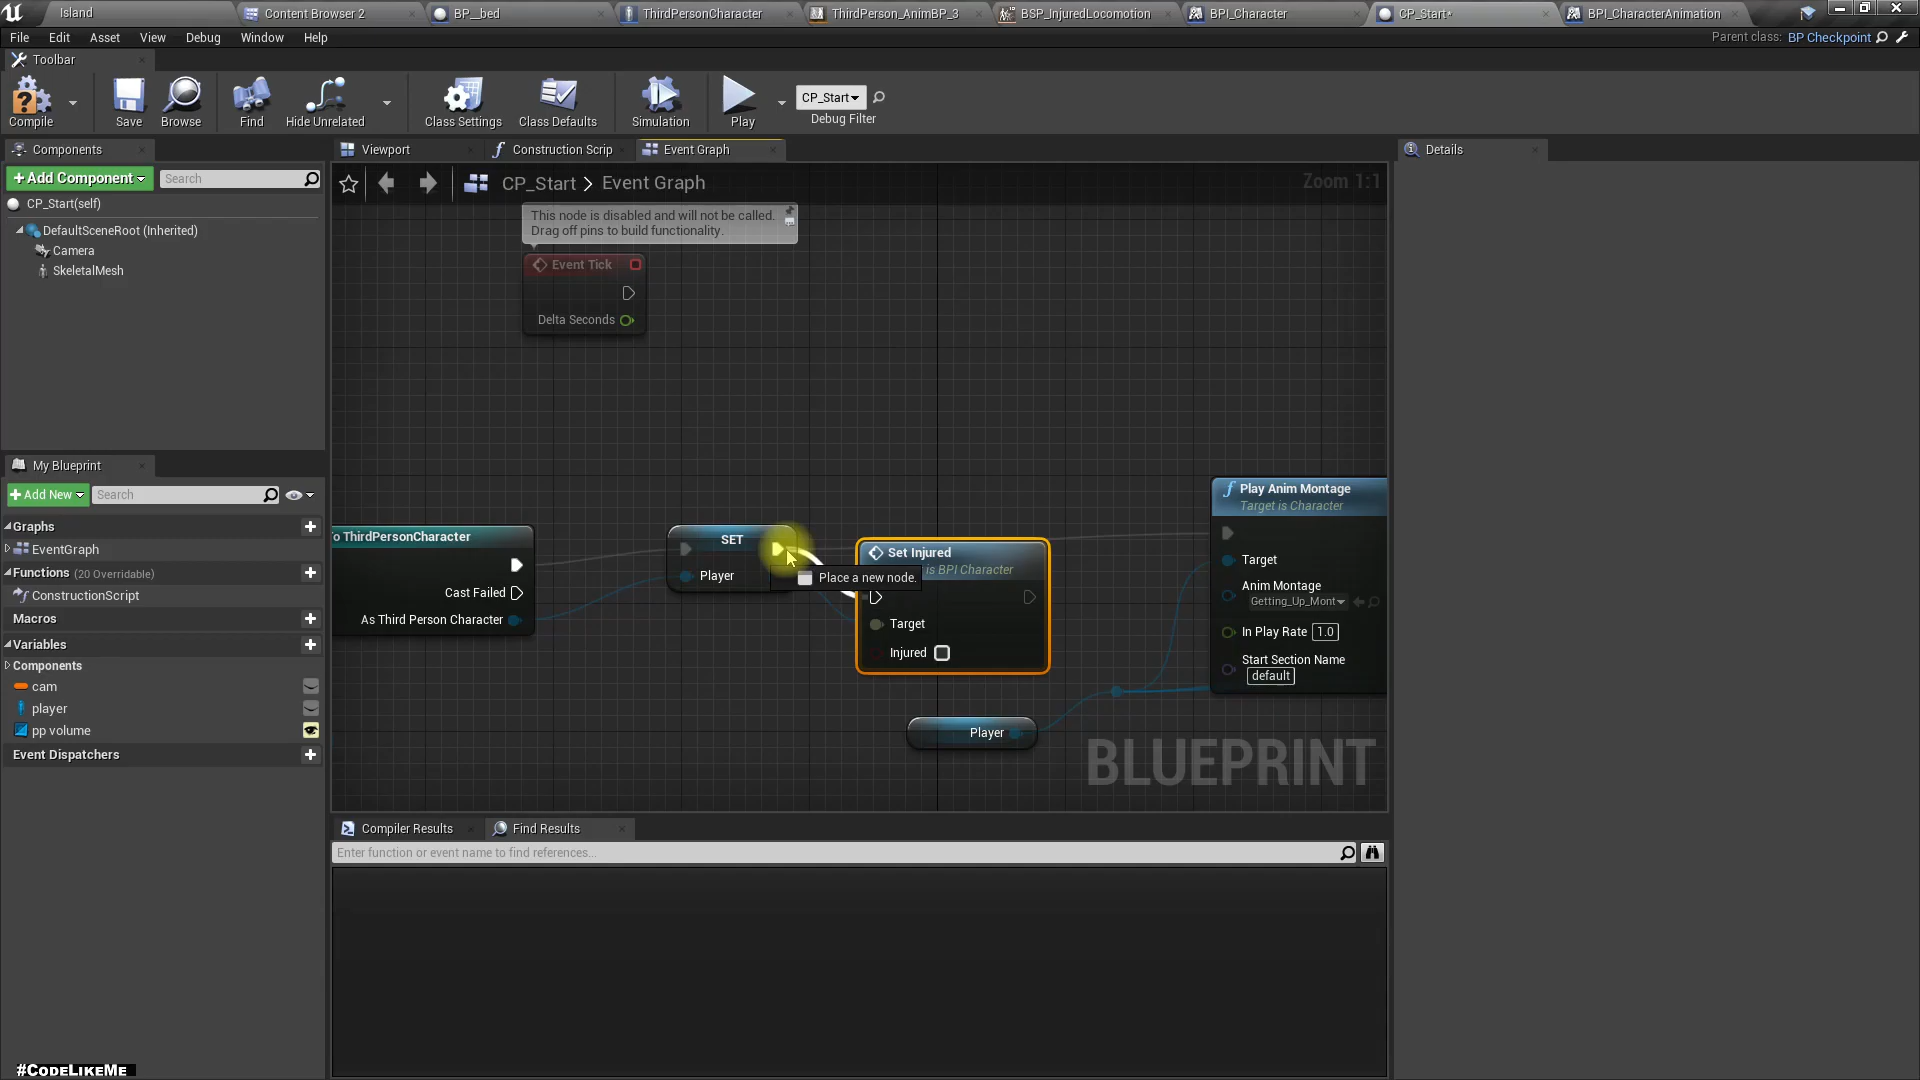 Island
Content Browser 2
BP__bed
ThirdPersonCharacter
ThirdPerson_AnimBP_3
BSP_InjuredLocomotion
BPI_Character
CP_Start*
BPI_CharacterAnimation
File
Edit
Asset
View
Debug
Window
Help
Parent class: BP Checkpoint
Toolbar
Compile
Save
Browse
Find
Hide Unrelated
Class Settings
Class Defaults
Simulation
Play
CP_Start
Debug Filter
Components
Add Component
Search
CP_Start(self)
DefaultSceneRoot (Inherited)
Camera
SkeletalMesh
My Blueprint
Add New
Search
Graphs
EventGraph
Functions (20 Overridable)
ConstructionScript
Macros
Variables
Components
cam
player
pp volume
Event Dispatchers
Viewport
Construction Scrip
Event Graph
CP_Start > Event Graph
Zoom 1:1
This node is disabled and will not be called.
Drag off pins to build functionality.
Event Tick
Delta Seconds
o ThirdPersonCharacter
Cast Failed
As Third Person Character
SET
Player
Set Injured
is BPI Character
Place a new node.
Target
Injured
Player
Play Anim Montage
Target is Character
Target
Anim Montage
Getting_Up_Mont
In Play Rate 1.0
Start Section Name
default
BLUEPRINT
Compiler Results
Find Results
Enter function or event name to find references...
Details
#CodeLikeMe